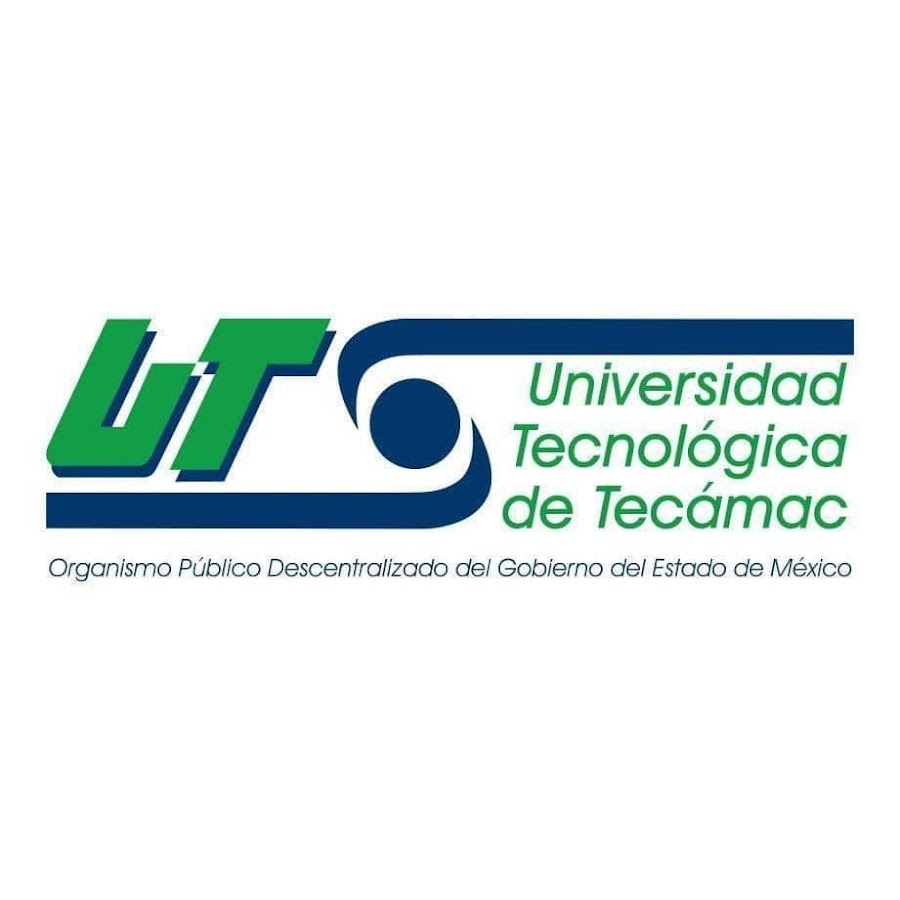 UT
Universidad
Tecnológica
de Tecámac
Organismo Público Descentralizado del Gobierno del Estado de México